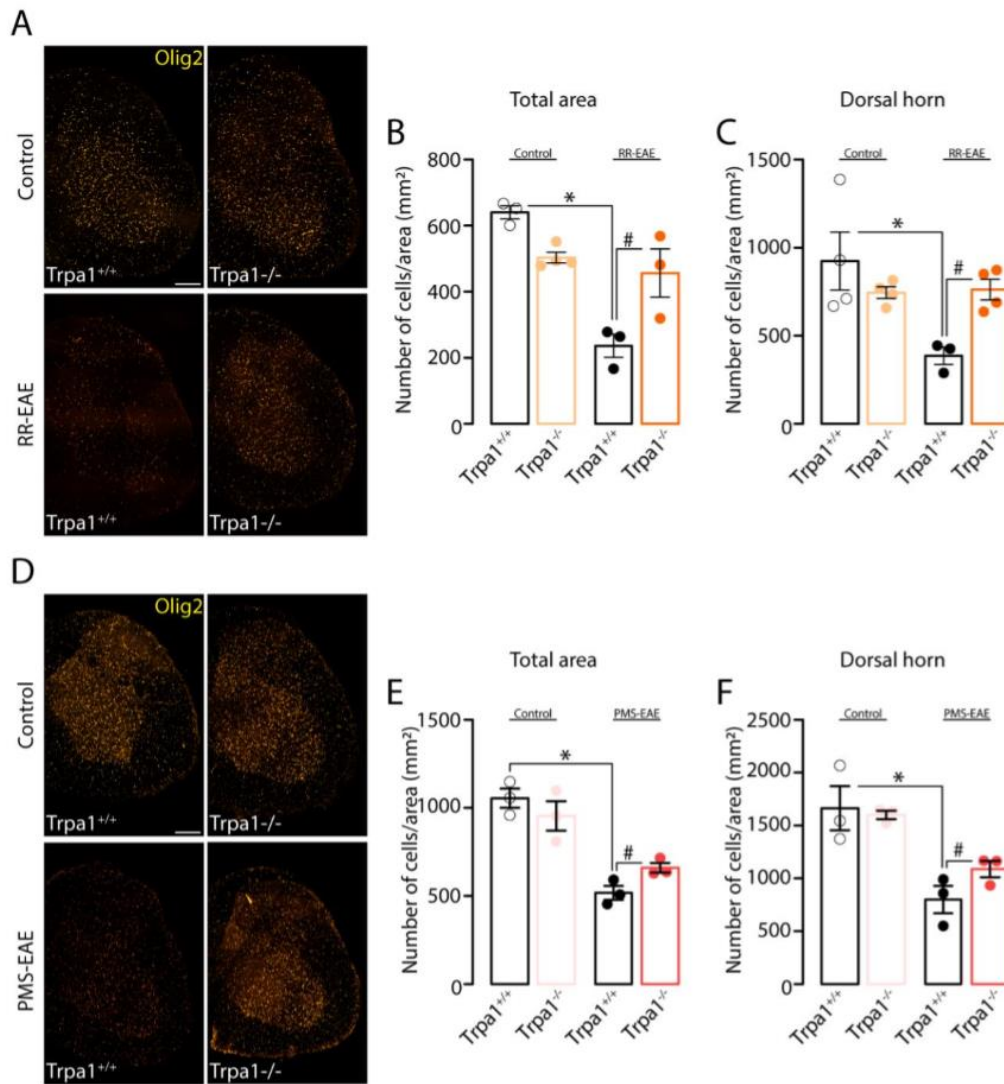 A
Olig2
Control
Trpa1+/+
Trpa1-/-
RR-EAE
Trpa1+/+
Trpa1-/-
B
Total area
Control
RR-EAE
Number of cells/area (mm²)
800
600
400
200
0
*
#
Trpa1+/+
Trpa1-/-
Trpa1+/+
Trpa1-/-
C
Dorsal horn
Control
RR-EAE
Number of cells/area (mm²)
1500
1000
500
0
*
#
Trpa1+/+
Trpa1-/-
Trpa1+/+
Trpa1-/-
D
Olig2
Control
Trpa1+/+
Trpa1-/-
PMS-EAE
Trpa1+/+
Trpa1-/-
E
Total area
Control
PMS-EAE
Number of cells/area (mm²)
1500
1000
500
0
*
#
Trpa1+/+
Trpa1-/-
Trpa1+/+
Trpa1-/-
F
Dorsal horn
Control
PMS-EAE
Number of cells/area (mm²)
2500
2000
1500
1000
500
0
*
#
Trpa1+/+
Trpa1-/-
Trpa1+/+
Trpa1-/-